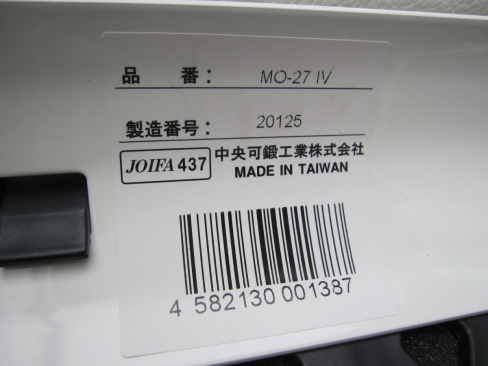 品 番： MO-27 IV
製造番号： 20125
JOIFA 437 中央可鍛工業株式会社
MADE IN TAIWAN
4 582130 001387